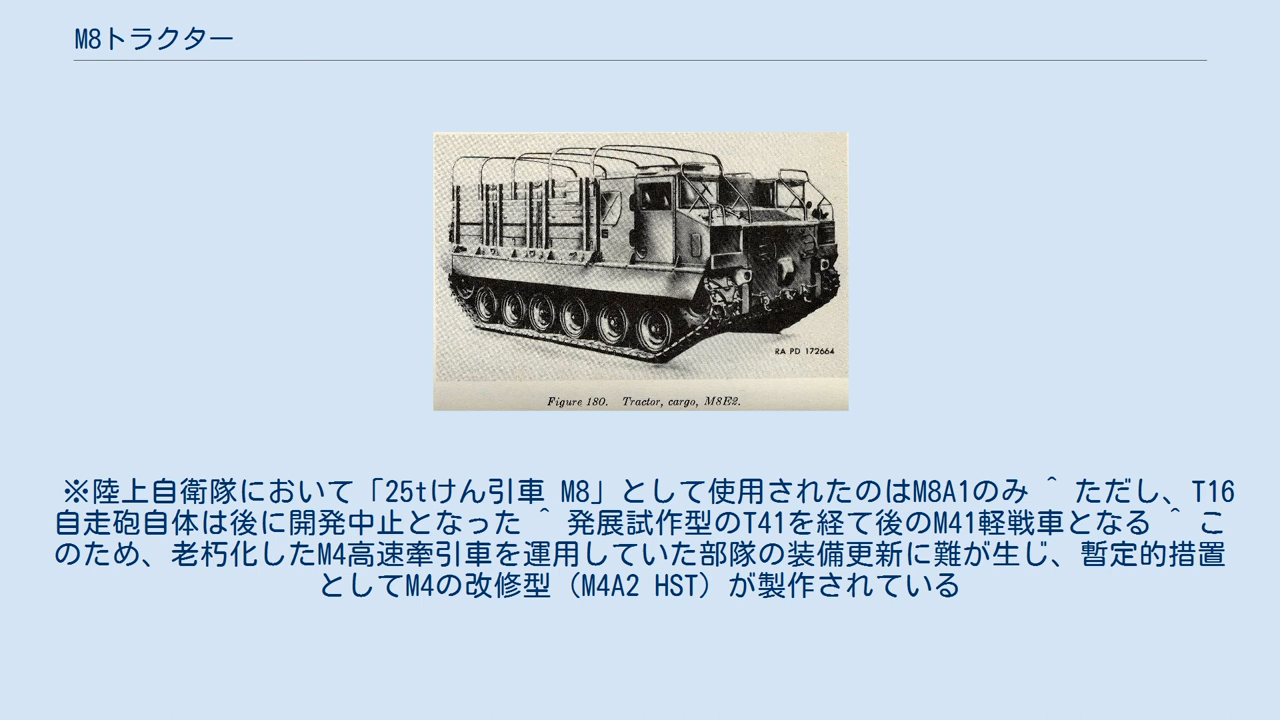 M8トラクター
RA PD 172664
Figure 180. Tractor, cargo, M8E2.
※陸上自衛隊において「25tけん引車 M8」として使用されたのはM8A1のみ ^ ただし、T16
自走砲自体は後に開発中止となった ^ 発展試作型のT41を経て後のM41軽戦車となる ^ こ
のため、老朽化したM4高速牽引車を運用していた部隊の装備更新に難が生じ、暫定的措置
としてM4の改修型（M4A2 HST）が製作されている